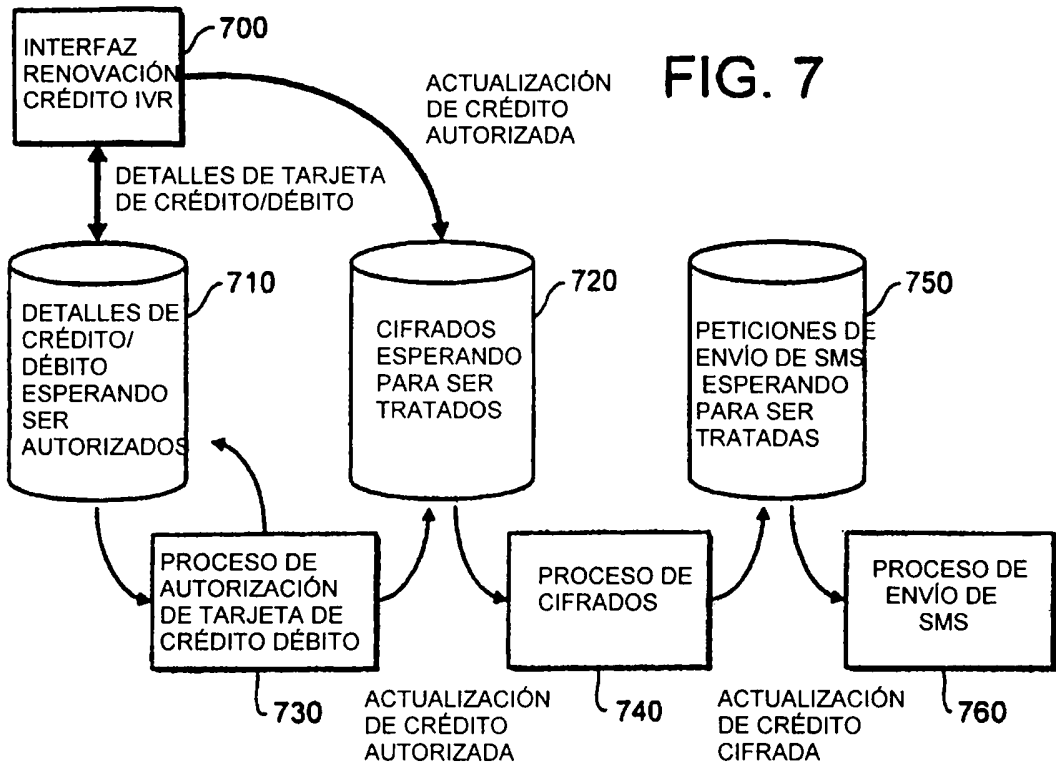 INTERFAZ
RENOVACIÓN
CRÉDITO IVR
700
ACTUALIZACIÓN
DE CRÉDITO
AUTORIZADA
FIG. 7
DETALLES DE TARJETA
DE CRÉDITO/DÉBITO
DETALLES DE
CRÉDITO/
DÉBITO
ESPERANDO
SER
AUTORIZADOS
710
CIFRADOS
ESPERANDO
PARA SER
TRATADOS
720
PETICIONES DE
ENVÍO DE SMS
ESPERANDO
PARA SER
TRATADAS
750
PROCESO DE
AUTORIZACIÓN
DE TARJETA DE
CRÉDITO DÉBITO
730
ACTUALIZACIÓN
DE CRÉDITO
AUTORIZADA
PROCESO DE
CIFRADOS
740
ACTUALIZACIÓN
DE CRÉDITO
CIFRADA
PROCESO DE
ENVÍO DE
SMS
760